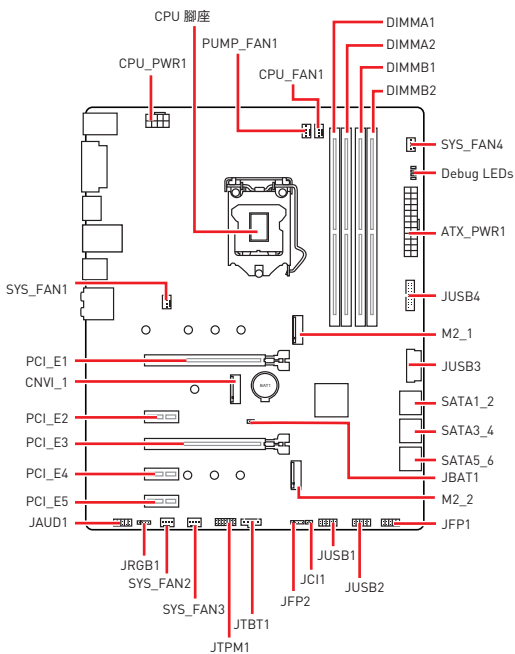 CPU 腳座
PUMP_FAN1
CPU_PWR1
CPU_FAN1
DIMMA1
DIMMA2
DIMMB1
DIMMB2
SYS_FAN4
Debug LEDs
ATX_PWR1
SYS_FAN1
JUSB4
M2_1
PCI_E1
JUSB3
CNVI_1
BAT1
SATA1_2
PCI_E2
SATA3_4
PCI_E3
SATA5_6
PCI_E4
JBAT1
M2_2
PCI_E5
JAUD1
JFP1
JRGB1
JUSB1
JCI1
SYS_FAN2
JUSB2
JFP2
SYS_FAN3
JTBT1
JTPM1